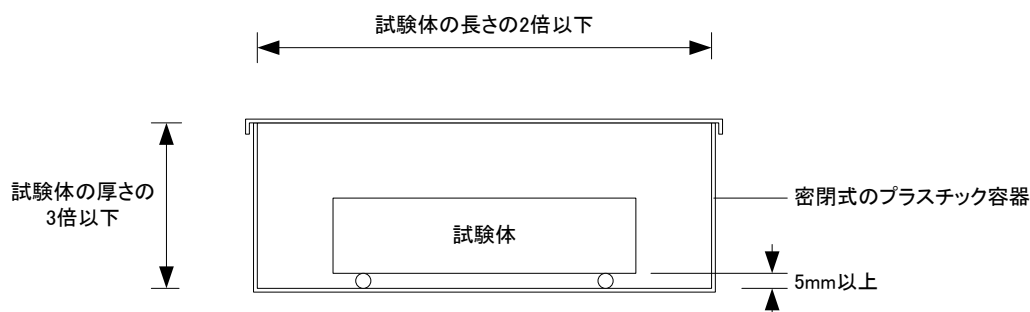 試験体の長さの2倍以下
試験体の厚さの
3倍以下
密閉式のプラスチック容器
試験体
5mm以上